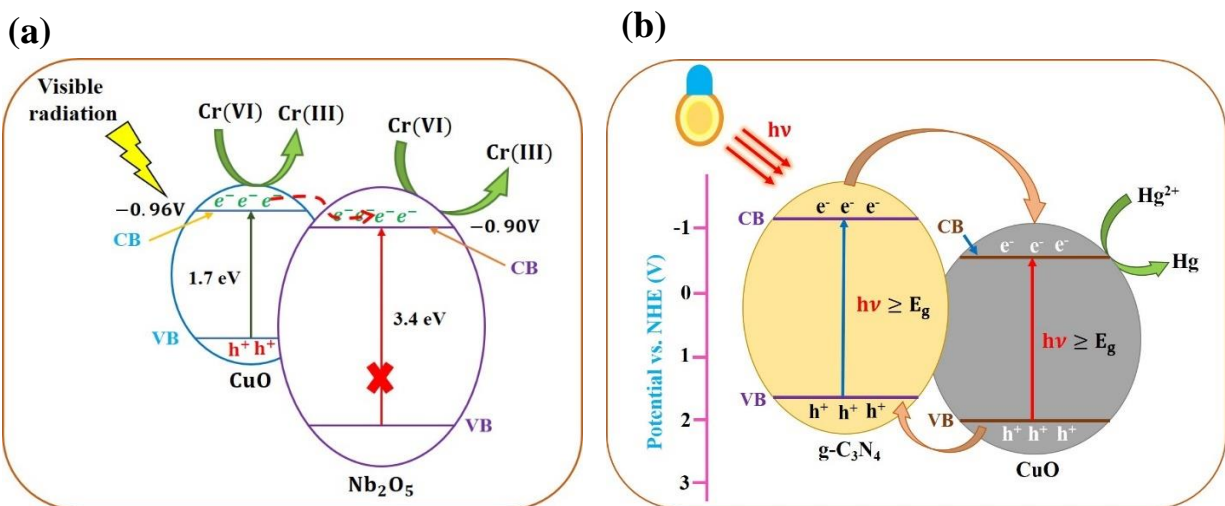 (a)
Visible
radiation
Cr(VI)
Cr(III)
Cr(VI)
Cr(III)
−0.96V
e⁻ e⁻ e⁻
e⁻ e⁻ e⁻ e⁻
−0.90V
CB
CB
1.7 eV
3.4 eV
VB
h⁺ h⁺
CuO
VB
Nb₂O₅
(b)
hν
Potential vs. NHE (V)
-1
0
1
2
3
CB
e⁻ e⁻ e⁻
hν ≥ E_g
VB
h⁺ h⁺ h⁺
g-C₃N₄
Hg²⁺
Hg
CB
e⁻ e⁻ e⁻
hν ≥ E_g
VB
h⁺ h⁺ h⁺
CuO